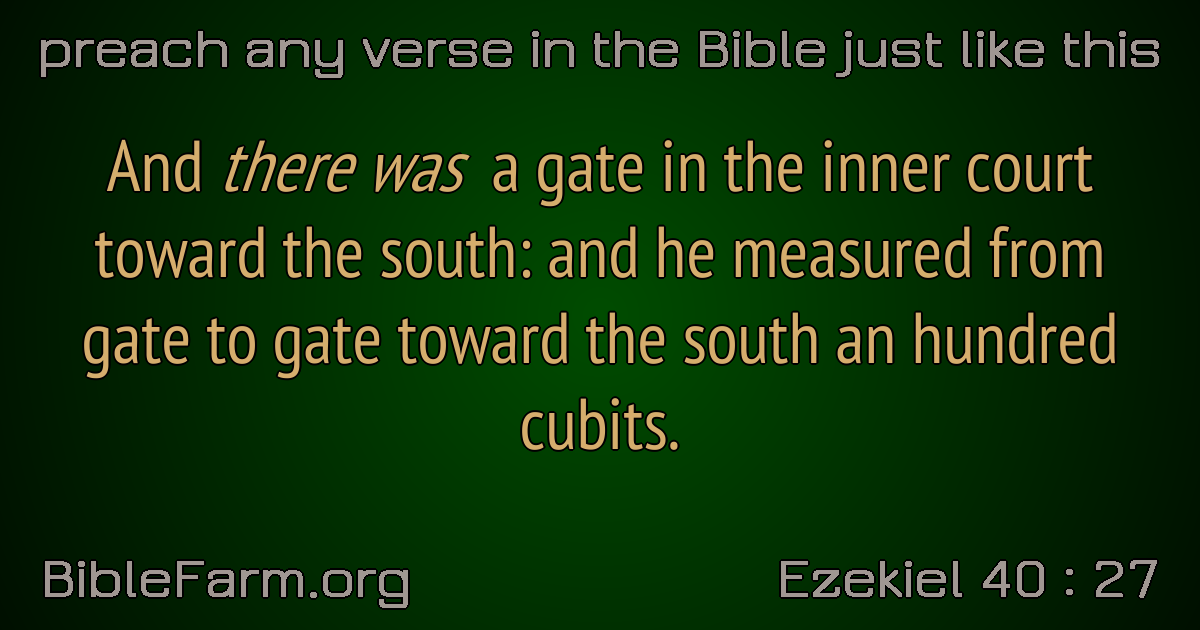 preach any verse in the Bible just like this
And there was a gate in the inner court
toward the south: and he measured from
gate to gate toward the south an hundred
cubits.
BibleFarm.org
Ezekiel 40 : 27